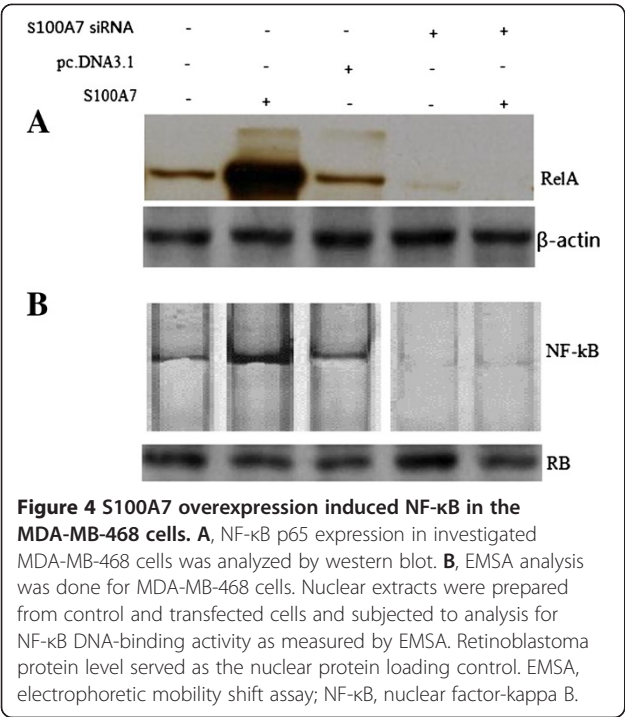 S100A7 siRNA - - - + +
pc.DNA3.1 - - + - -
S100A7 - + - - +
A
RelA
β-actin
B
NF-kB
RB
Figure 4 S100A7 overexpression induced NF-κB in the
MDA-MB-468 cells. A, NF-κB p65 expression in investigated
MDA-MB-468 cells was analyzed by western blot. B, EMSA analysis
was done for MDA-MB-468 cells. Nuclear extracts were prepared
from control and transfected cells and subjected to analysis for
NF-κB DNA-binding activity as measured by EMSA. Retinoblastoma
protein level served as the nuclear protein loading control. EMSA,
electrophoretic mobility shift assay; NF-κB, nuclear factor-kappa B.